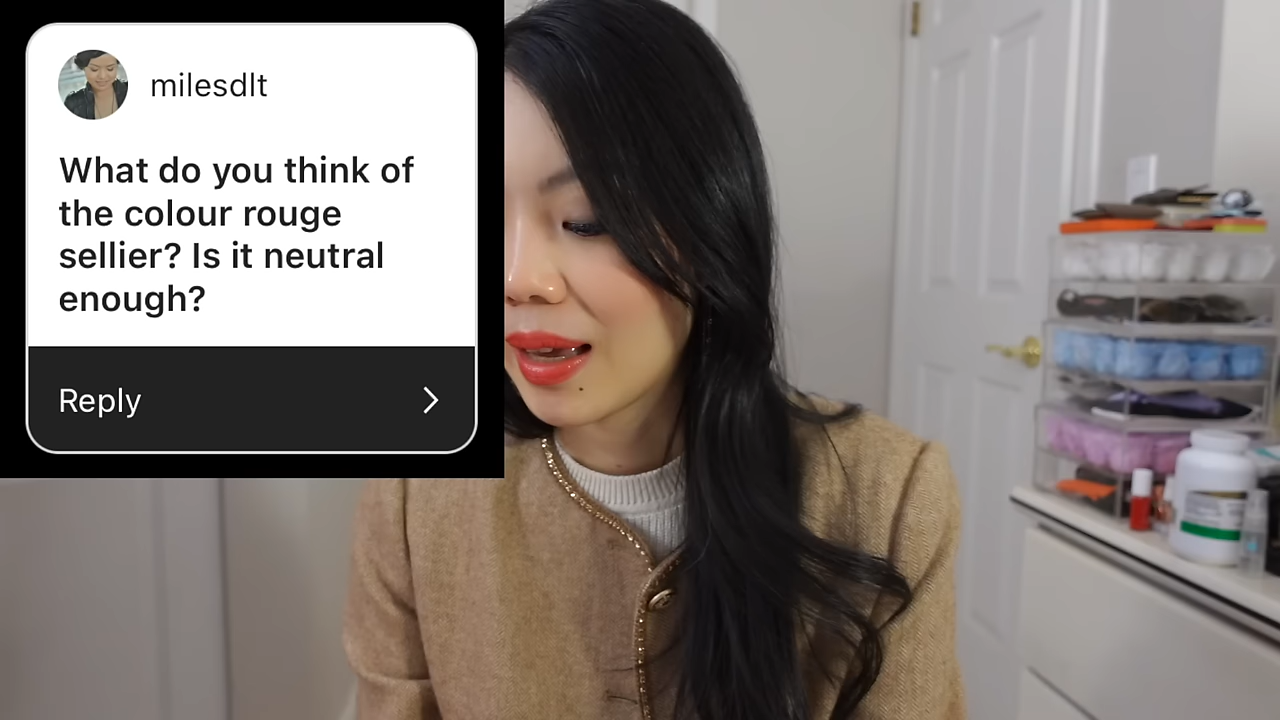 milesdlt
What do you think of
the colour rouge
sellier? Is it neutral
enough?
Reply